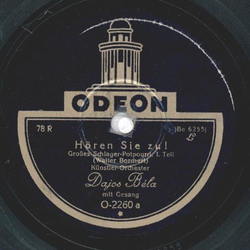 ODEON
78 R
(Be 6255)
Hören Sie zu!
Großes Schlager-Potpourri, I. Teil
(Walter Borchert)
Künstler-Orchester
Dajos Béla
mit Gesang
O-2260 a